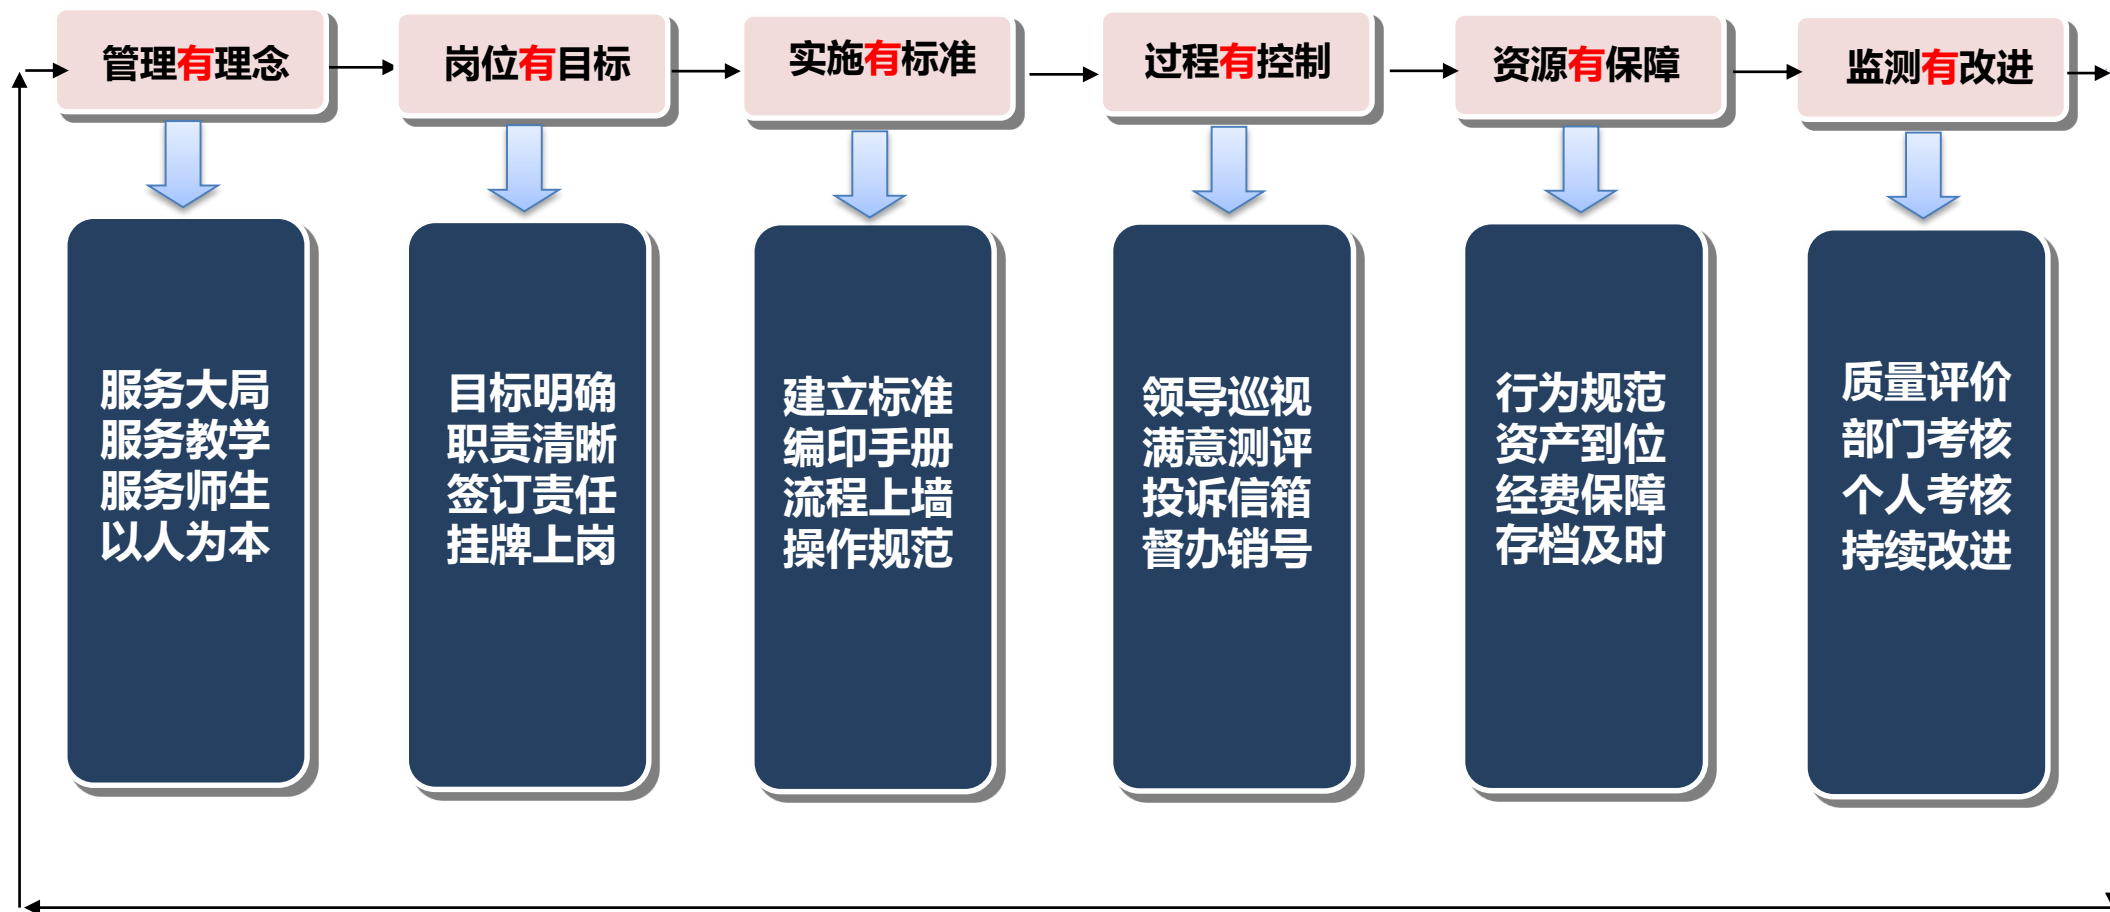 管理有理念
岗位有目标
实施有标准
过程有控制
资源有保障
监测有改进
服务大局
服务教学
服务师生
以人为本
目标明确
职责清晰
签订责任
挂牌上岗
建立标准
编印手册
流程上墙
操作规范
领导巡视
满意测评
投诉信箱
督办销号
行为规范
资产到位
经费保障
存档及时
质量评价
部门考核
个人考核
持续改进